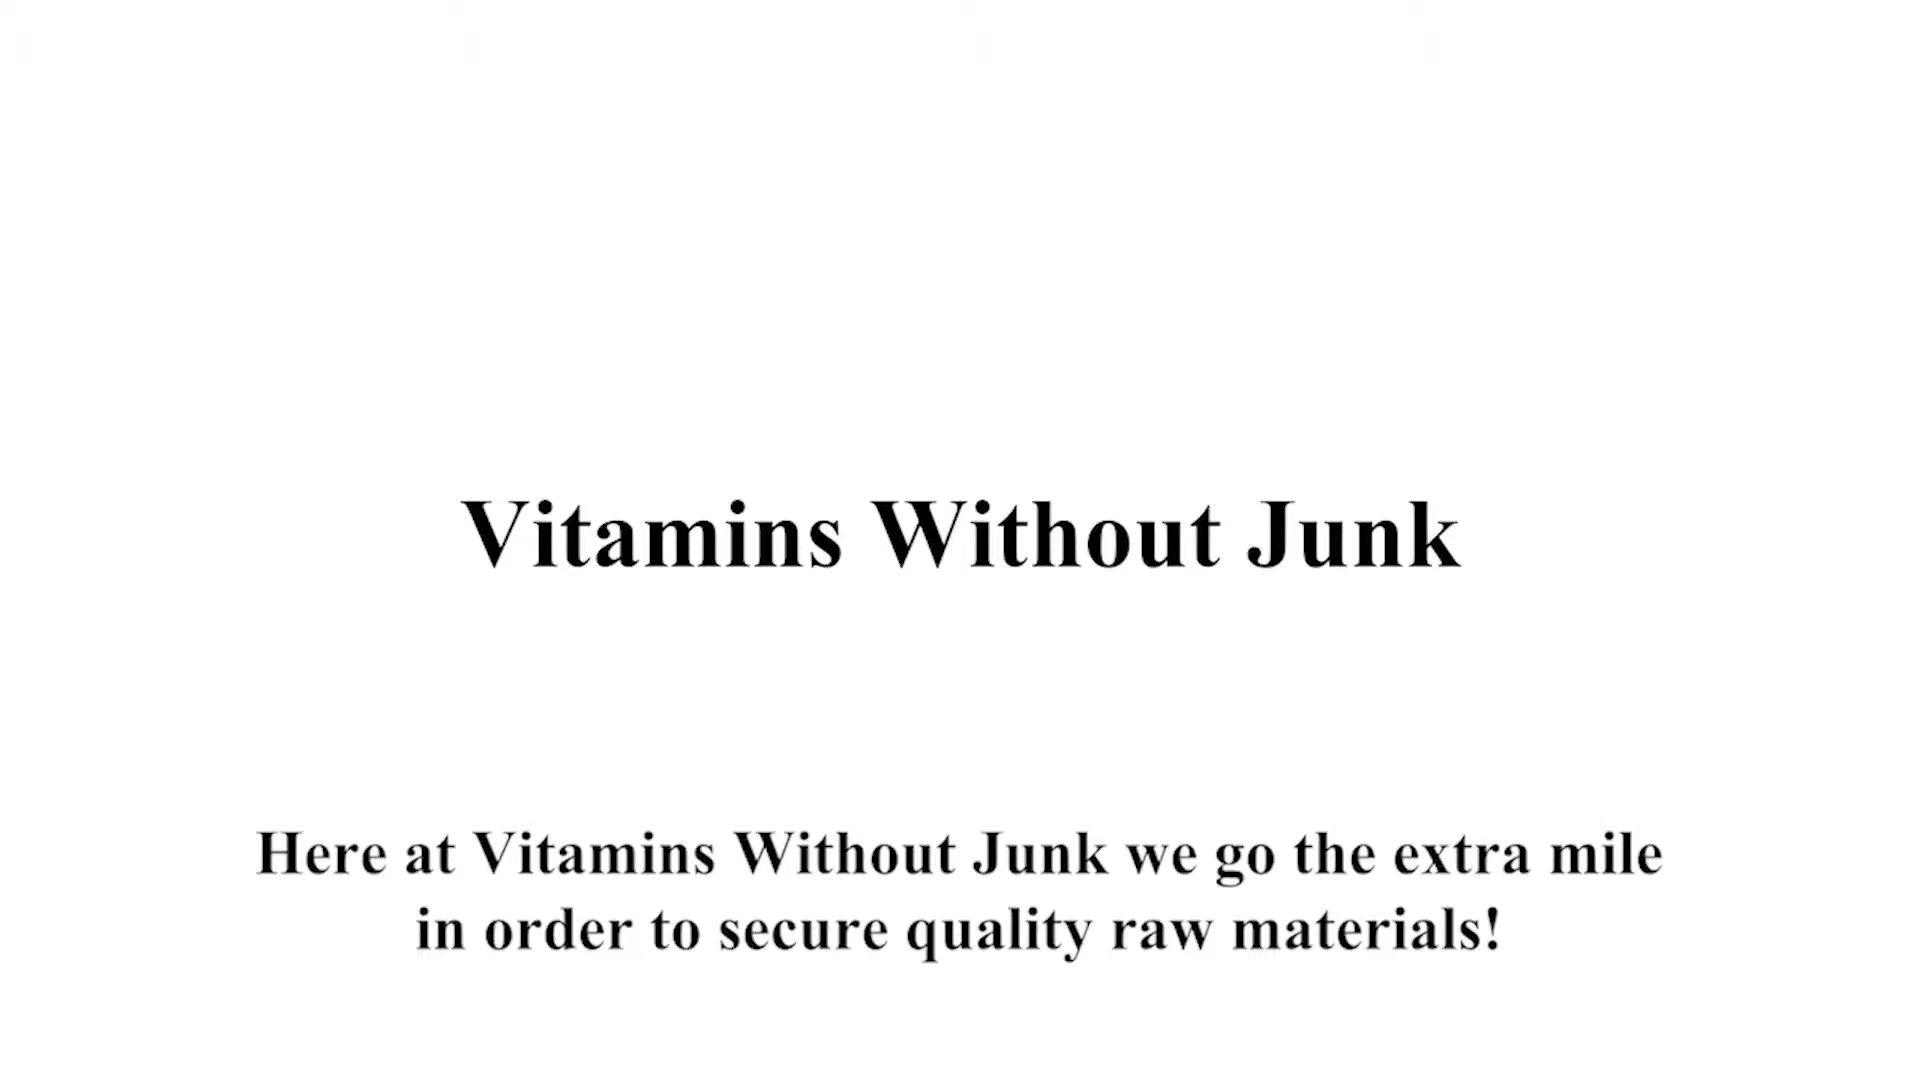 Vitamins Without Junk
Here at Vitamins Without Junk we go the extra mile
in order to secure quality raw materials!